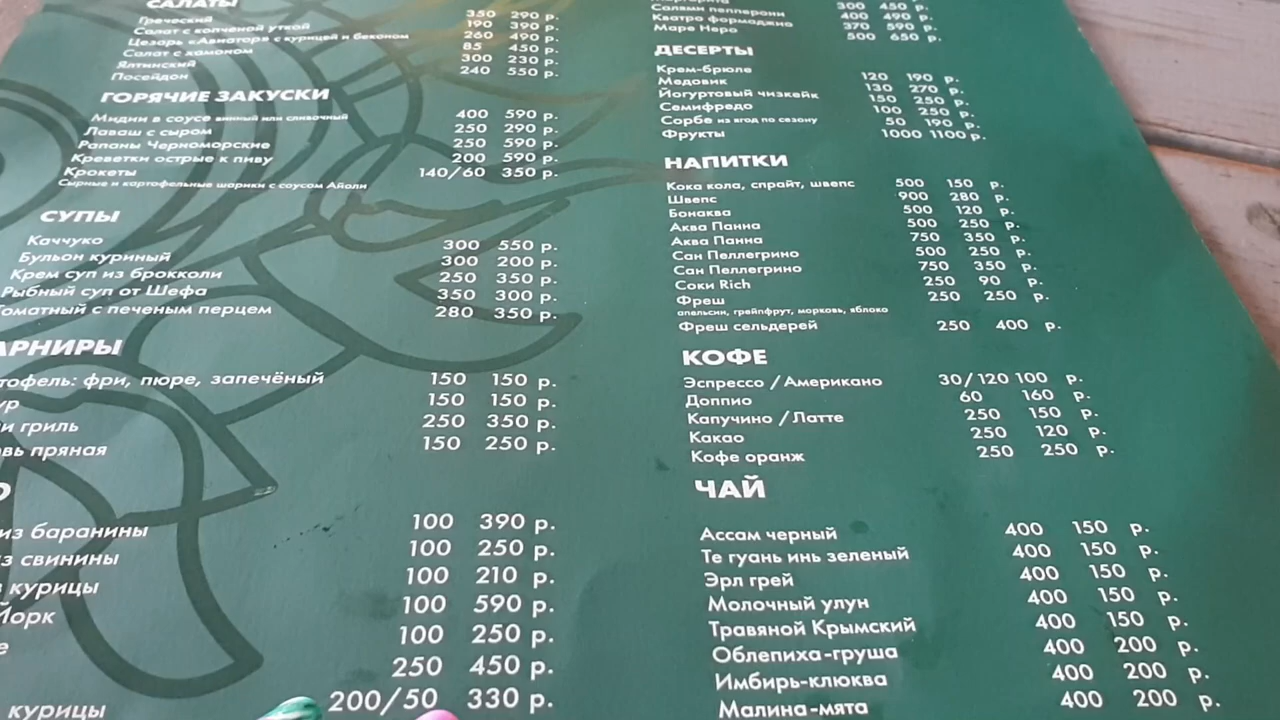 САЛАТЫ
Греческий 350 290 р.
Салат с копченой уткой 190 390 р.
Цезарь «Авиатор» с курицей и беконом 260 490 р.
Салат с хамоном 85 450 р.
Ялтинский 300 230 р.
Посейдон 240 550 р.
ГОРЯЧИЕ ЗАКУСКИ
Мидии в соусе винный или сливочный 400 590 р.
Лаваш с сыром 250 290 р.
Рапаны Черноморские 250 590 р.
Креветки острые к пиву 200 590 р.
Крокеты 140/60 350 р.
Сырные и картофельные шарики с соусом Айоли
СУПЫ
Каччуко 300 550 р.
Бульон куриный 300 200 р.
Крем суп из брокколи 250 350 р.
Рыбный суп от Шефа 350 300 р.
Томатный с печеным перцем 280 350 р.
АРНИРЫ
тофель: фри, пюре, запечёный 150 150 р.
ур 150 150 р.
и гриль 250 350 р.
вь пряная 150 250 р.
О
из баранины 100 390 р.
з свинины 100 250 р.
курицы 100 210 р.
Йорк 100 590 р.
е 100 250 р.
250 450 р.
курицы 200/50 330 р.
Маргарита 300 450 р.
Салями пепперони 400 490 р.
Кватро формаджио 370 590 р.
Маре Неро 500 650 р.
ДЕСЕРТЫ
Крем-брюле 120 190 р.
Медовик 130 270 р.
Йогуртовый чизкейк 150 250 р.
Семифредо 100 250 р.
Сорбе из ягод по сезону 50 190 р.
Фрукты 1000 1100 р.
НАПИТКИ
Кока кола, спрайт, швепс 500 150 р.
Швепс 900 280 р.
Бонаква 500 120 р.
Аква Панна 500 250 р.
Аква Панна 750 350 р.
Сан Пеллегрино 500 250 р.
Сан Пеллегрино 750 350 р.
Соки Rich 250 90 р.
Фреш 250 250 р.
апельсин, грейпфрут, морковь, яблоко
Фреш сельдерей 250 400 р.
КОФЕ
Эспрессо / Американо 30/120 100 р.
Доппио 60 160 р.
Капучино / Латте 250 150 р.
Какао 250 120 р.
Кофе оранж 250 250 р.
ЧАЙ
Ассам черный 400 150 р.
Те гуань инь зеленый 400 150 р.
Эрл грей 400 150 р.
Молочный улун 400 150 р.
Травяной Крымский 400 150 р.
Облепиха-груша 400 200 р.
Имбирь-клюква 400 200 р.
Малина-мята 400 200 р.